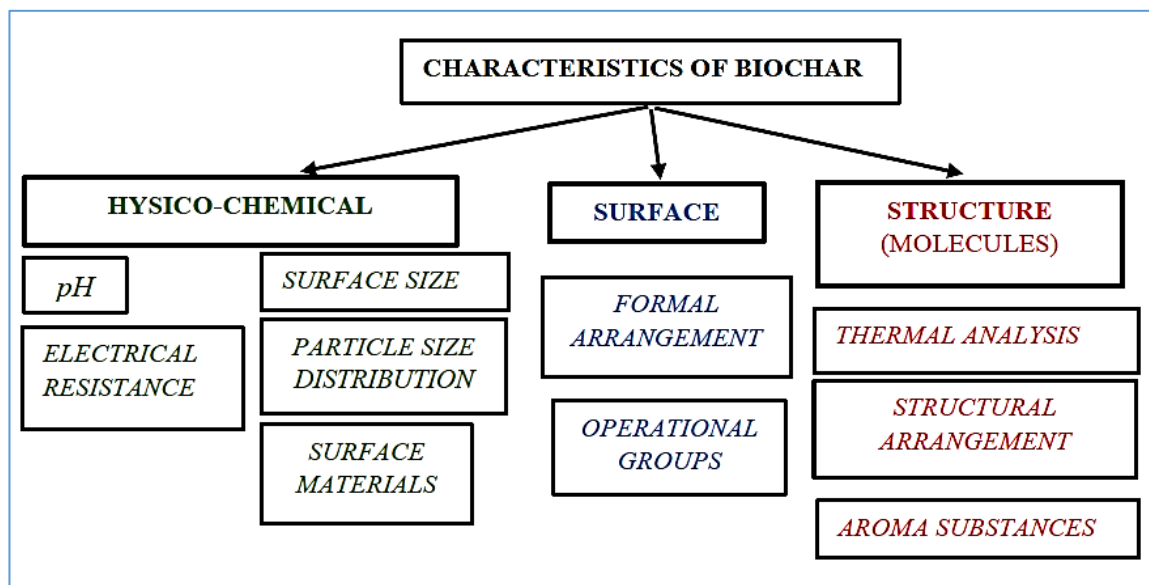 CHARACTERISTICS OF BIOCHAR
HYSICO-CHEMICAL
pH
ELECTRICAL
RESISTANCE
SURFACE SIZE
PARTICLE SIZE
DISTRIBUTION
SURFACE
MATERIALS
SURFACE
FORMAL
ARRANGEMENT
OPERATIONAL
GROUPS
STRUCTURE
(MOLECULES)
THERMAL ANALYSIS
STRUCTURAL
ARRANGEMENT
AROMA SUBSTANCES